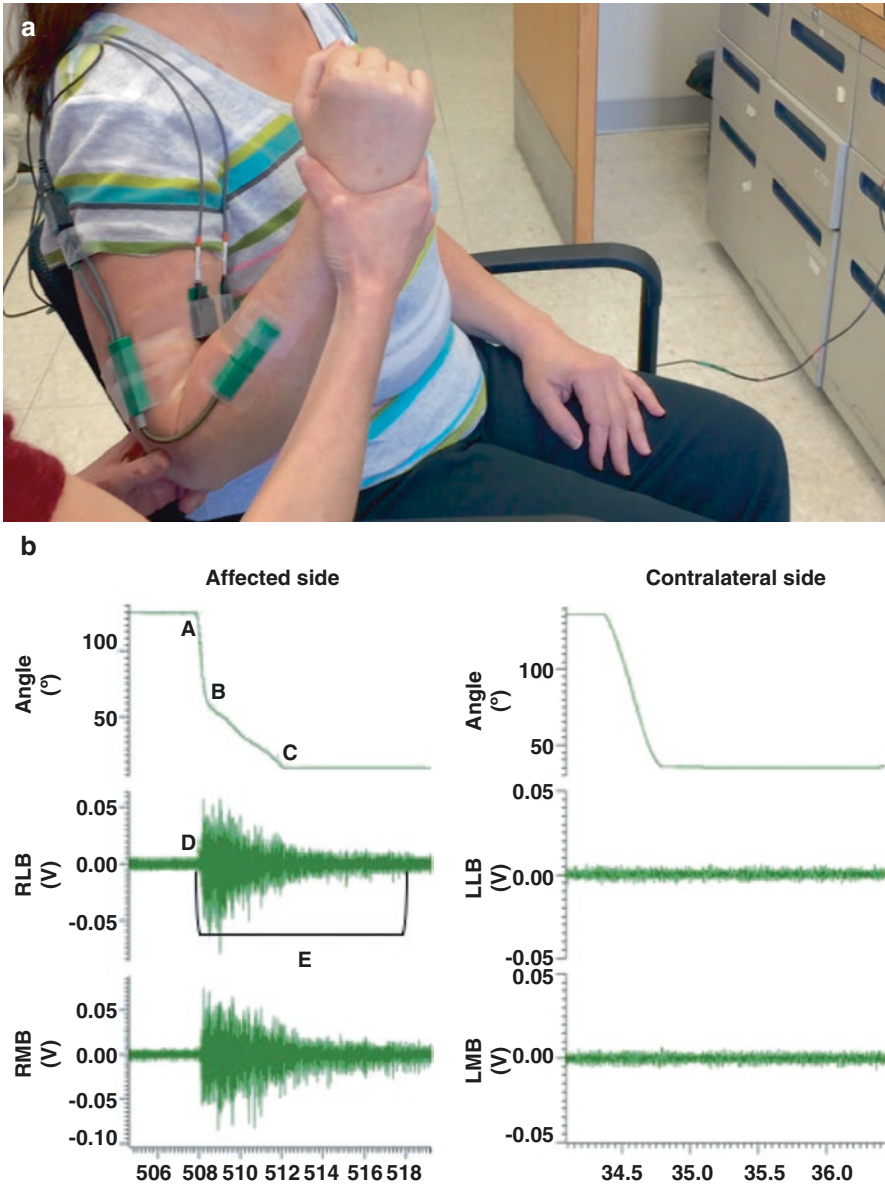 a
b
Affected side
Contralateral side
Angle
(°)
100
50
A
B
C
Angle
(°)
100
50
RLB
(V)
0.05
0.00
-0.05
D
E
LLB
(V)
0.05
0.00
-0.05
RMB
(V)
0.05
0.00
-0.05
-0.10
506 508 510 512 514 516 518
LMB
(V)
0.05
0.00
-0.05
34.5 35.0 35.5 36.0